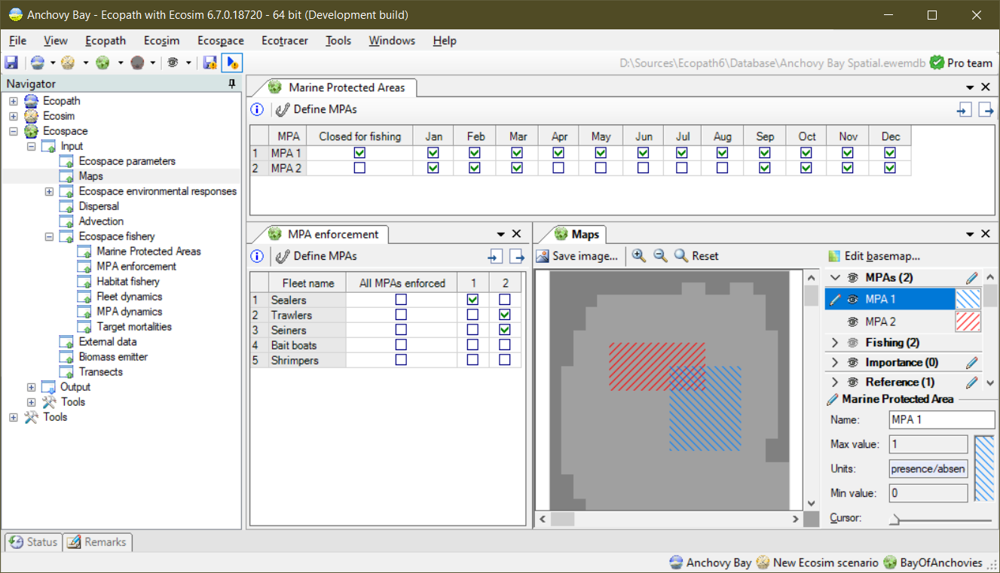 Anchovy Bay - Ecopath with Ecosim 6.7.0.18720 - 64 bit (Development build)
File View Ecopath Ecosim Ecospace Ecotracer Tools Windows Help
D:\Sources\Ecopath6\Database\Anchovy Bay Spatial.ewemdb Pro team
Navigator
Ecopath
Ecosim
Ecospace
Input
Ecospace parameters
Maps
Ecospace environmental responses
Dispersal
Advection
Ecospace fishery
Marine Protected Areas
MPA enforcement
Habitat fishery
Fleet dynamics
MPA dynamics
Target mortalities
External data
Biomass emitter
Transects
Output
Tools
Tools
Marine Protected Areas
Define MPAs
MPA Closed for fishing Jan Feb Mar Apr May Jun Jul Aug Sep Oct Nov Dec
1 MPA 1
2 MPA 2
MPA enforcement
Define MPAs
Fleet name All MPAs enforced 1 2
1 Sealers
2 Trawlers
3 Seiners
4 Bait boats
5 Shrimpers
Maps
Save image... Reset
Edit basemap...
MPAs (2)
MPA 1
MPA 2
Fishing (2)
Importance (0)
Reference (1)
Marine Protected Area
Name: MPA 1
Max value: 1
Units: presence/absen
Min value: 0
Cursor:
Status Remarks
Anchovy Bay New Ecosim scenario BayOfAnchovies